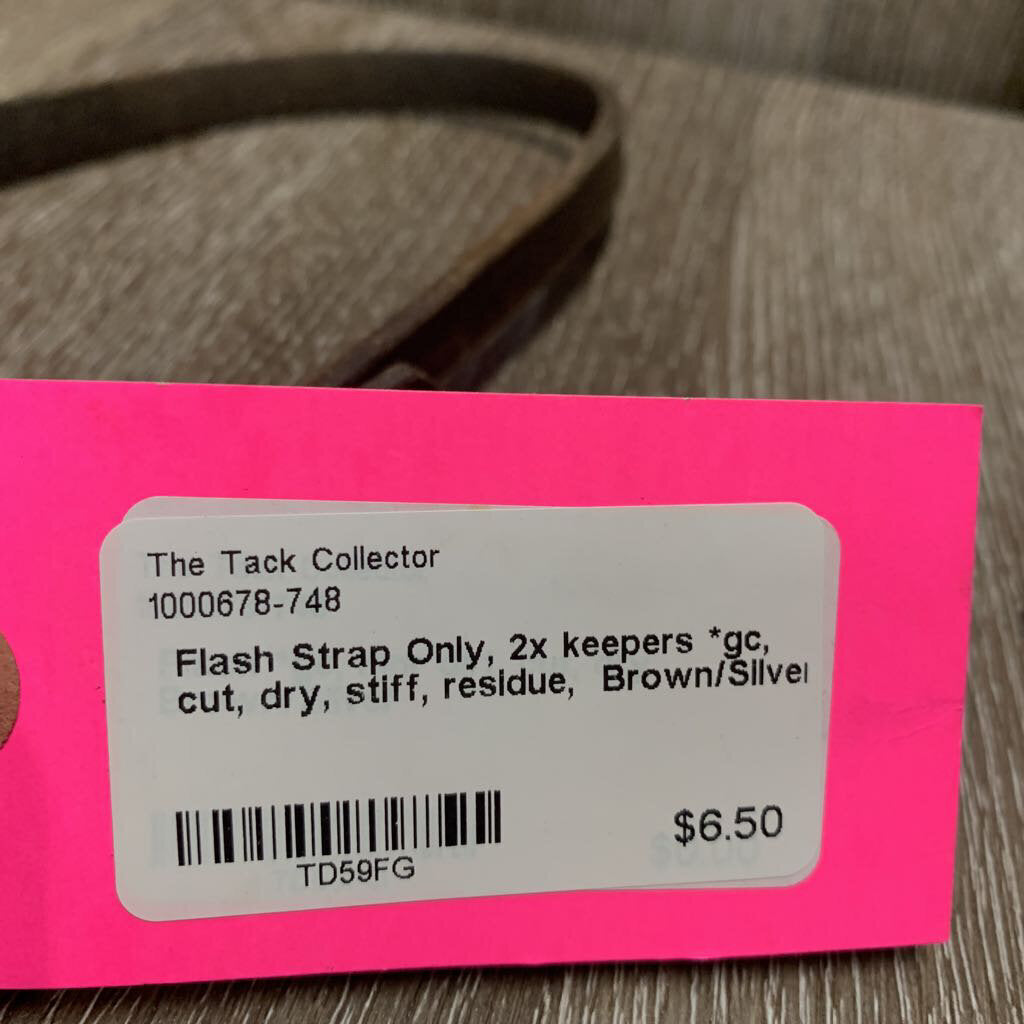 The Tack Collector
1000678-748
Flash Strap Only, 2x keepers *gc,
cut, dry, stiff, residue, Brown/Silver
TD59FG
$6.50